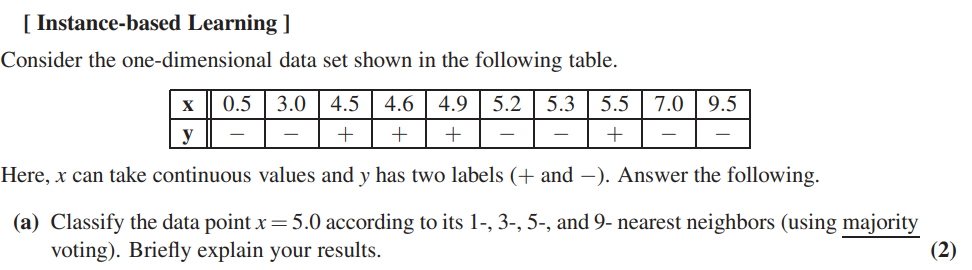 [ Instance-based Learning ]
Consider the one-dimensional data set shown in the following table.
x 0.5 3.0 4.5 4.6 4.9 5.2 5.3 5.5 7.0 9.5
y − − + + + − − + − −
Here, x can take continuous values and y has two labels (+ and −). Answer the following.
(a) Classify the data point x = 5.0 according to its 1-, 3-, 5-, and 9- nearest neighbors (using majority
voting). Briefly explain your results. (2)